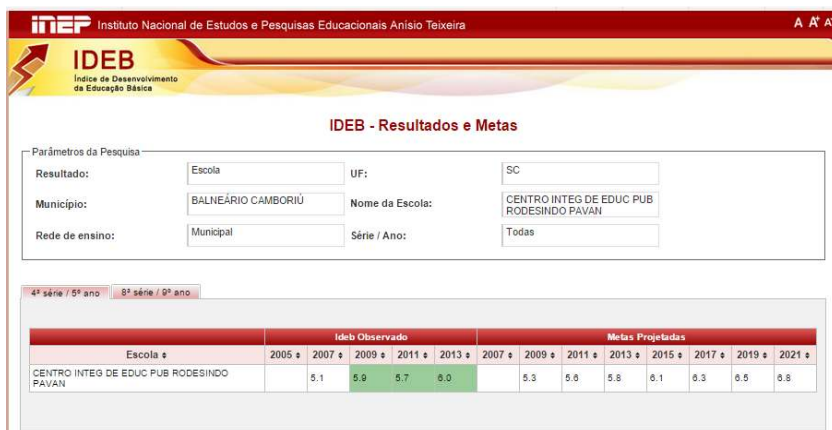 INEP Instituto Nacional de Estudos e Pesquisas Educacionais Anísio Teixeira A A+ A
IDEB
Índice de Desenvolvimento
da Educação Básica
IDEB - Resultados e Metas
Parâmetros da Pesquisa
Resultado: Escola UF: SC
Município: BALNEÁRIO CAMBORIÚ Nome da Escola: CENTRO INTEG DE EDUC PUB
RODESINDO PAVAN
Rede de ensino: Municipal Série / Ano: Todas
4ª série / 5º ano 8ª série / 9º ano
Ideb Observado Metas Projetadas
Escola 2005 2007 2009 2011 2013 2007 2009 2011 2013 2015 2017 2019 2021
CENTRO INTEG DE EDUC PUB RODESINDO
PAVAN 5.1 5.9 5.7 6.0 5.3 5.6 5.8 6.1 6.3 6.5 6.8